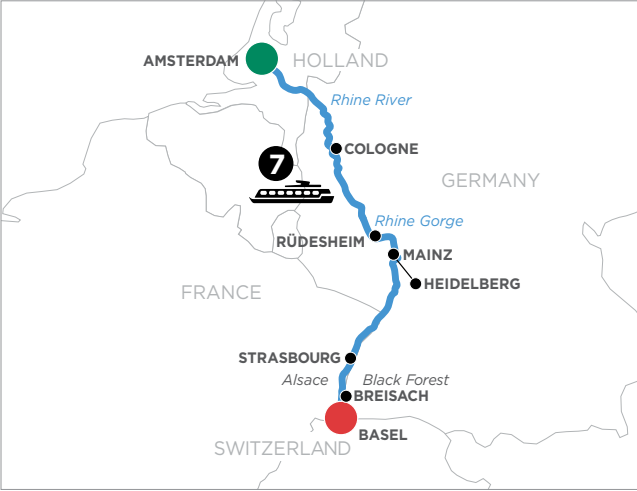 AMSTERDAM
HOLLAND
Rhine River
COLOGNE
7
GERMANY
Rhine Gorge
RÜDESHEIM
MAINZ
HEIDELBERG
FRANCE
STRASBOURG
Alsace
Black Forest
BREISACH
BASEL
SWITZERLAND